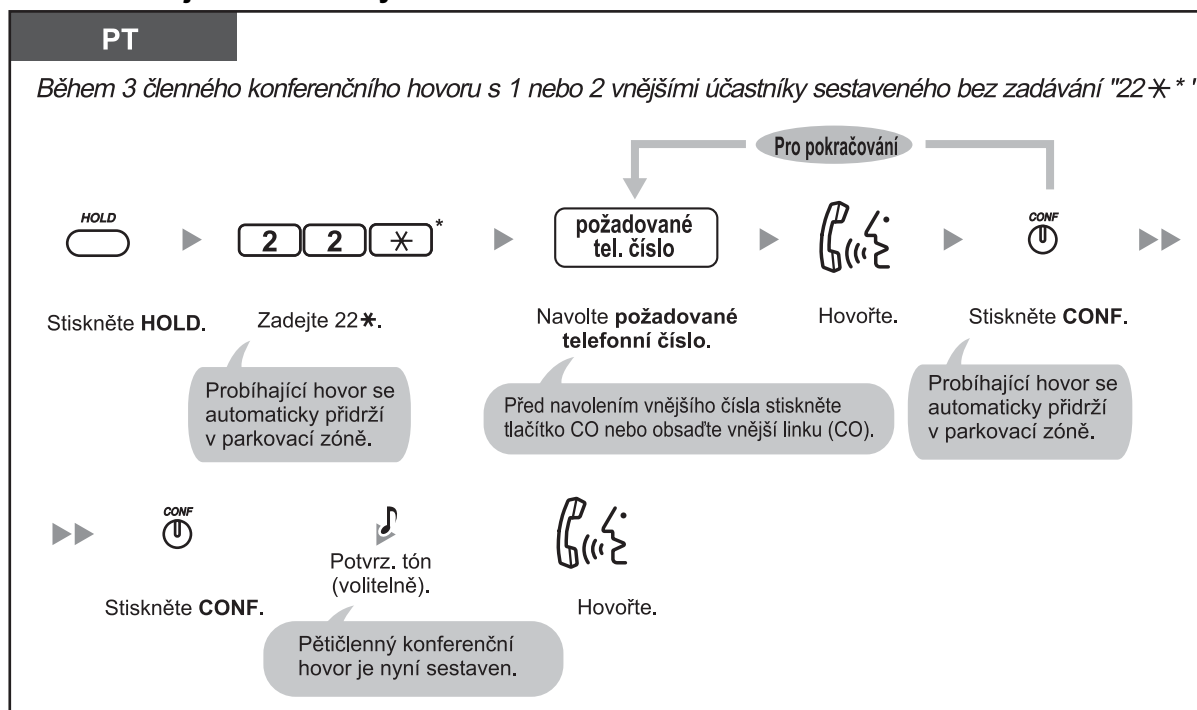 PT
Během 3 členného konferenčního hovoru s 1 nebo 2 vnějšími účastníky sestaveného bez zadávání "22✳*"
Pro pokračování
HOLD
2 2 ✳ *
požadované
tel. číslo
CONF
Stiskněte HOLD.
Zadejte 22✳.
Navolte požadované
telefonní číslo.
Hovořte.
Stiskněte CONF.
Probíhající hovor se
automaticky přidrží
v parkovací zóně.
Před navolením vnějšího čísla stiskněte
tlačítko CO nebo obsaďte vnější linku (CO).
Probíhající hovor se
automaticky přidrží
v parkovací zóně.
CONF
Stiskněte CONF.
Potvrz. tón
(volitelně).
Hovořte.
Pětičlenný konferenční
hovor je nyní sestaven.